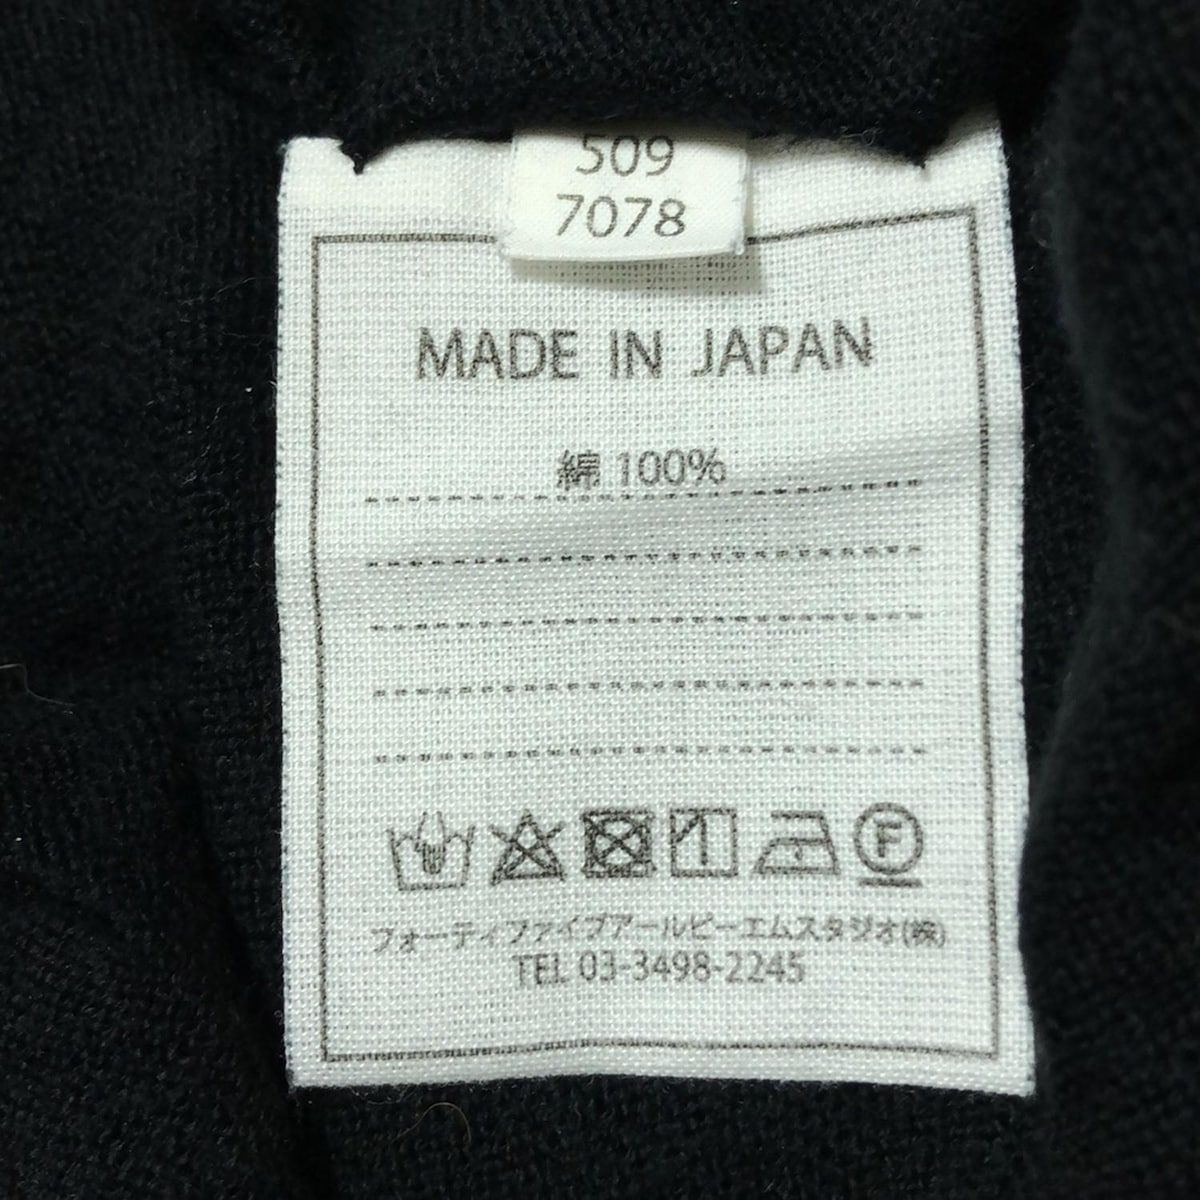 509
7078
MADE IN JAPAN
綿 100%
F
フォーティファイブアールピーエムスタジオ(株)
TEL 03-3498-2245